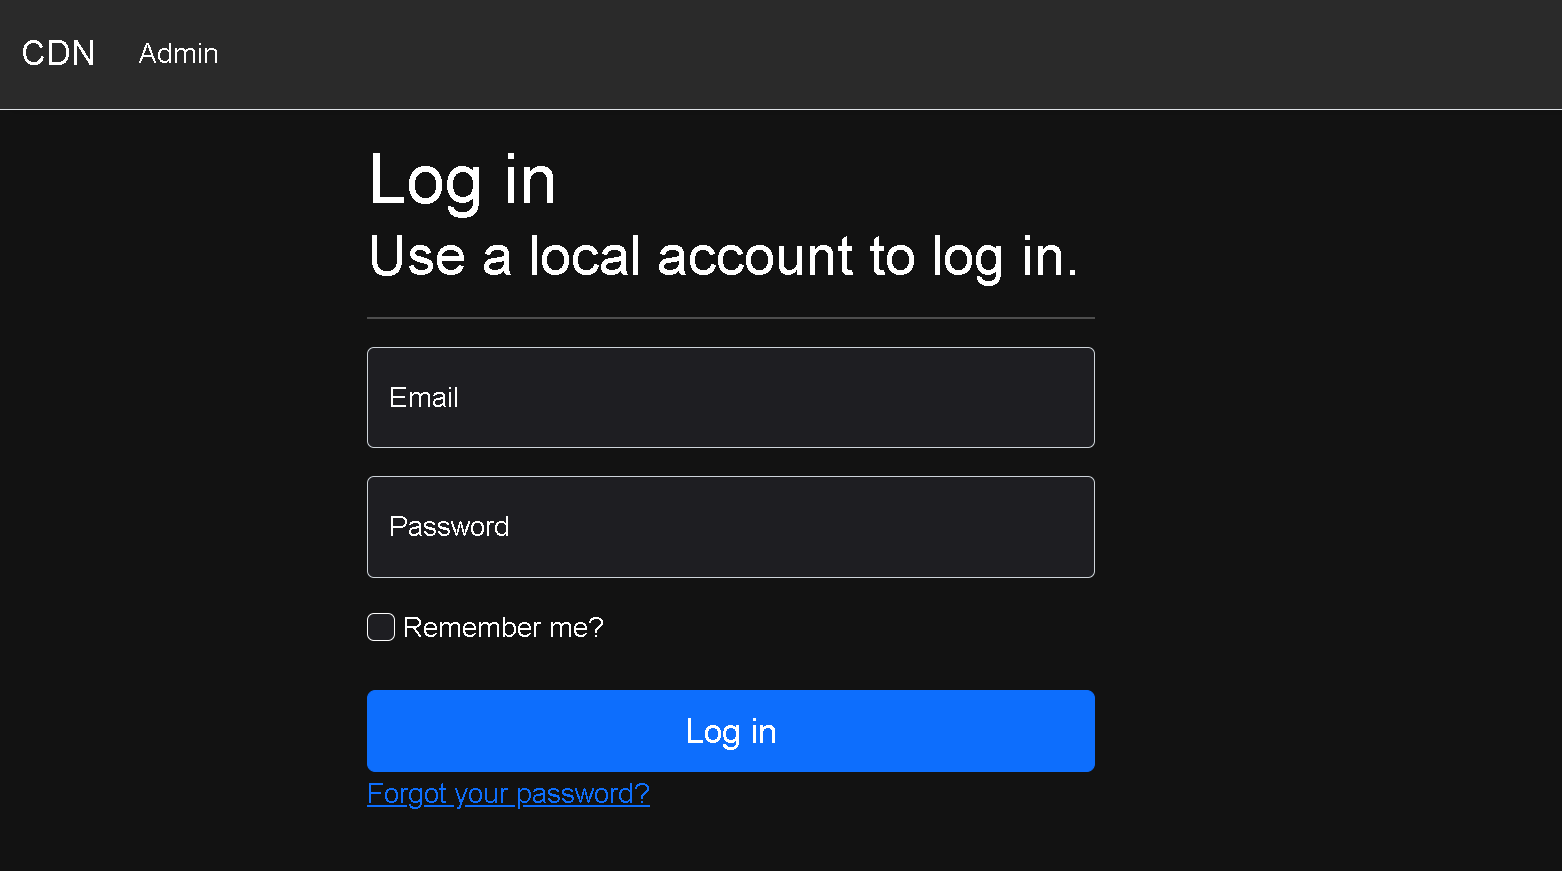 CDN Admin
Log in
Use a local account to log in.
Email
Password
Remember me?
Log in
Forgot your password?